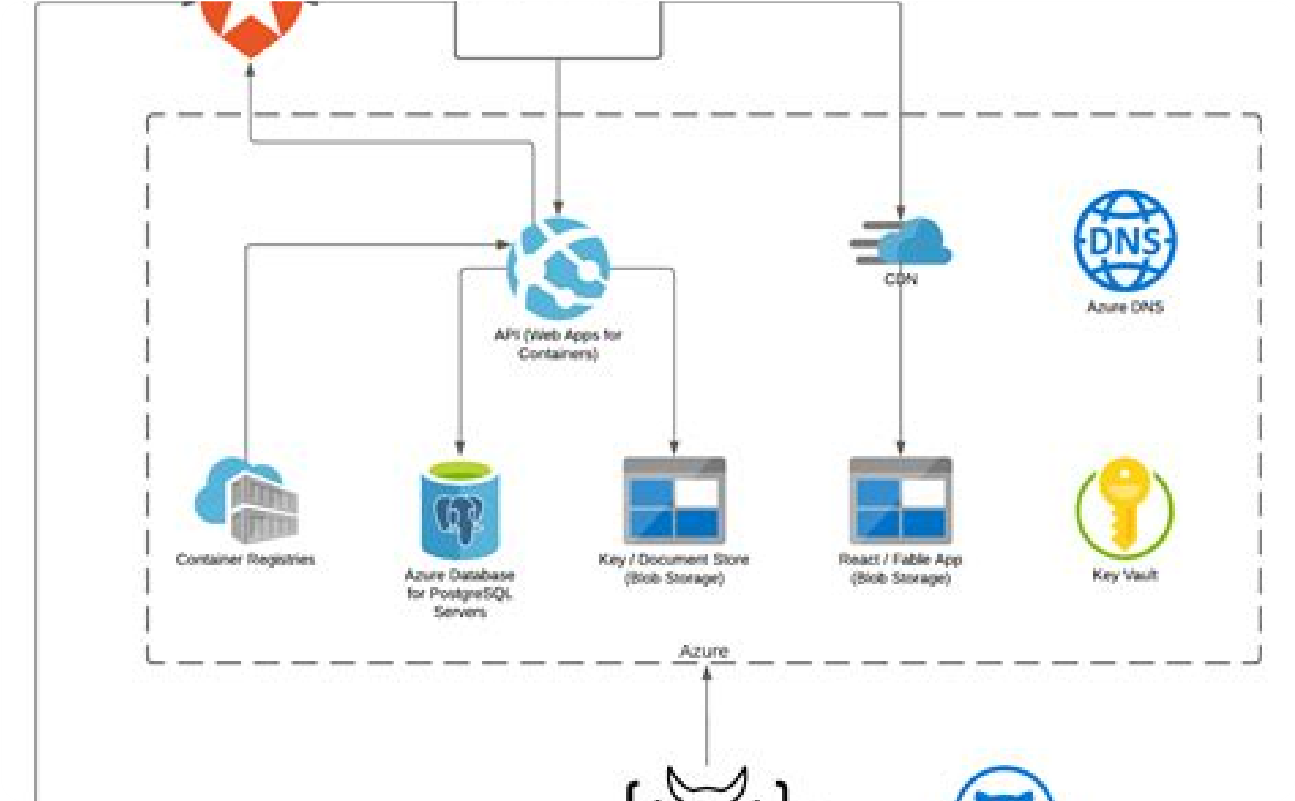 DNS
CDN
Azure DNS
API (Web Apps for
Containers)
Container Registries
Azure Database
for PostgreSQL
Servers
Key / Document Store
(Blob Storage)
React / Fable App
(Blob Storage)
Key Vault
Azure